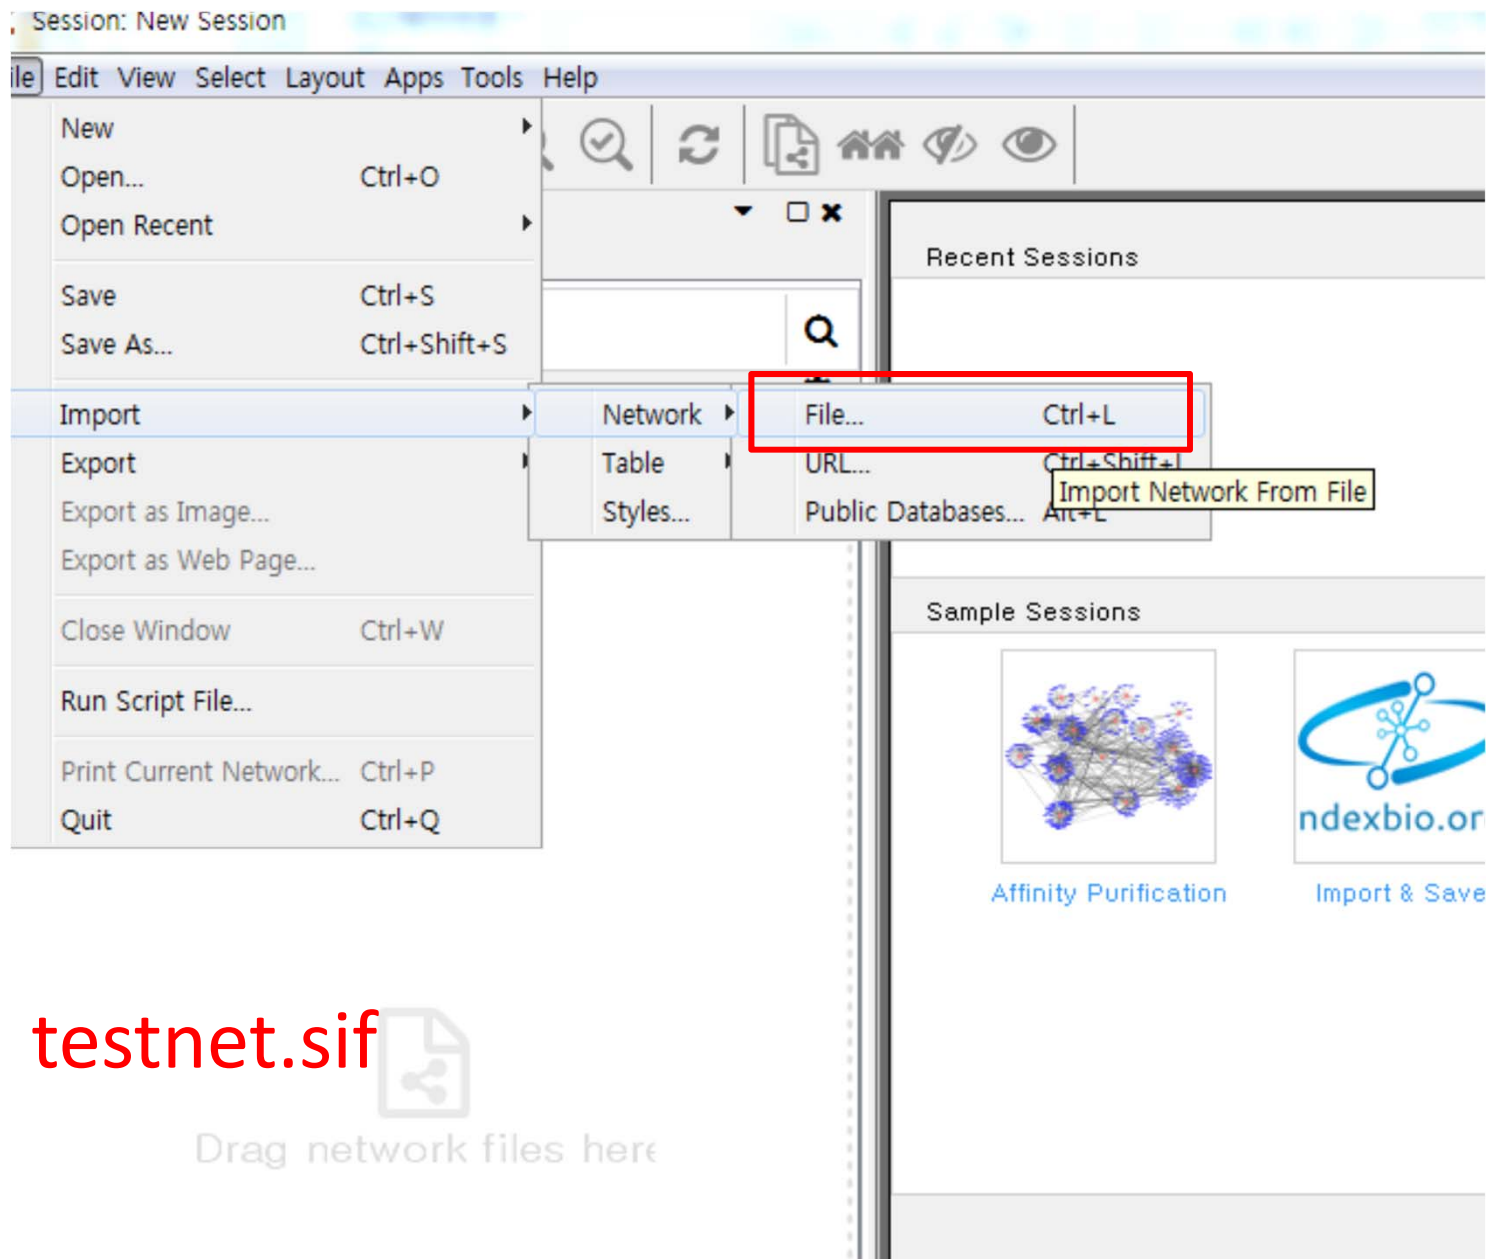 Session: New Session
ile Edit View Select Layout Apps Tools Help
New
Open... Ctrl+O
Open Recent
Save Ctrl+S
Save As... Ctrl+Shift+S
Import
Export
Export as Image...
Export as Web Page...
Close Window Ctrl+W
Run Script File...
Print Current Network... Ctrl+P
Quit Ctrl+Q
Network
Table
Styles...
File... Ctrl+L
URL... Ctrl+Shift+L
Public Databases... Alt+L
Import Network From File
Recent Sessions
Sample Sessions
ndexbio.or
Affinity Purification
Import & Save
testnet.sif
Drag network files here